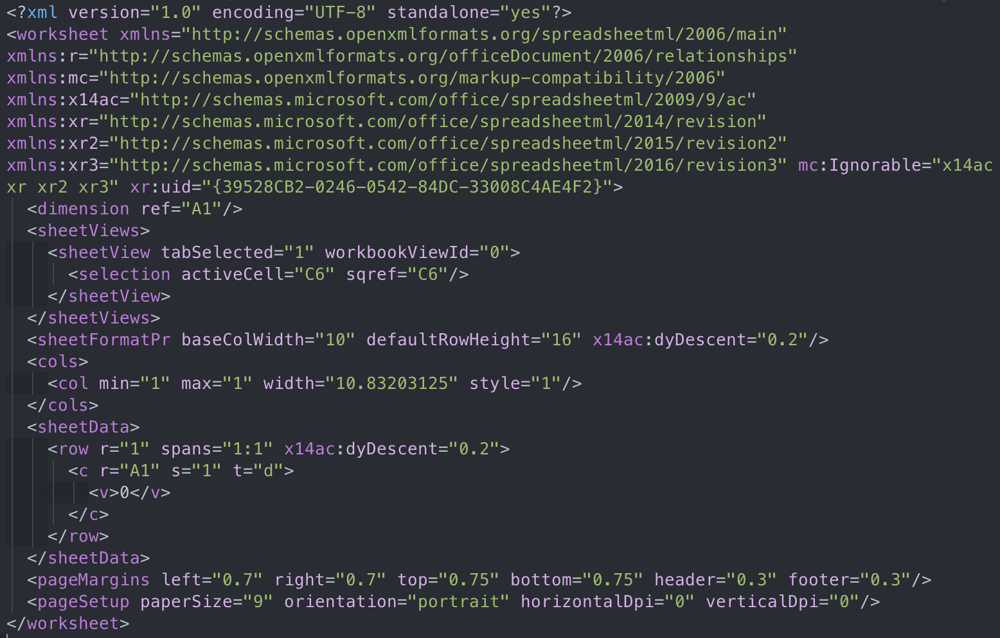 <?xml version="1.0" encoding="UTF-8" standalone="yes"?>
<worksheet xmlns="http://schemas.openxmlformats.org/spreadsheetml/2006/main"
xmlns:r="http://schemas.openxmlformats.org/officeDocument/2006/relationships"
xmlns:mc="http://schemas.openxmlformats.org/markup-compatibility/2006"
xmlns:x14ac="http://schemas.microsoft.com/office/spreadsheetml/2009/9/ac"
xmlns:xr="http://schemas.microsoft.com/office/spreadsheetml/2014/revision"
xmlns:xr2="http://schemas.microsoft.com/office/spreadsheetml/2015/revision2"
xmlns:xr3="http://schemas.microsoft.com/office/spreadsheetml/2016/revision3" mc:Ignorable="x14ac
xr xr2 xr3" xr:uid="{39528CB2-0246-0542-84DC-33008C4AE4F2}">
  <dimension ref="A1"/>
  <sheetViews>
    <sheetView tabSelected="1" workbookViewId="0">
      <selection activeCell="C6" sqref="C6"/>
    </sheetView>
  </sheetViews>
  <sheetFormatPr baseColWidth="10" defaultRowHeight="16" x14ac:dyDescent="0.2"/>
  <cols>
    <col min="1" max="1" width="10.83203125" style="1"/>
  </cols>
  <sheetData>
    <row r="1" spans="1:1" x14ac:dyDescent="0.2">
      <c r="A1" s="1" t="d">
        <v>0</v>
      </c>
    </row>
  </sheetData>
  <pageMargins left="0.7" right="0.7" top="0.75" bottom="0.75" header="0.3" footer="0.3"/>
  <pageSetup paperSize="9" orientation="portrait" horizontalDpi="0" verticalDpi="0"/>
</worksheet>